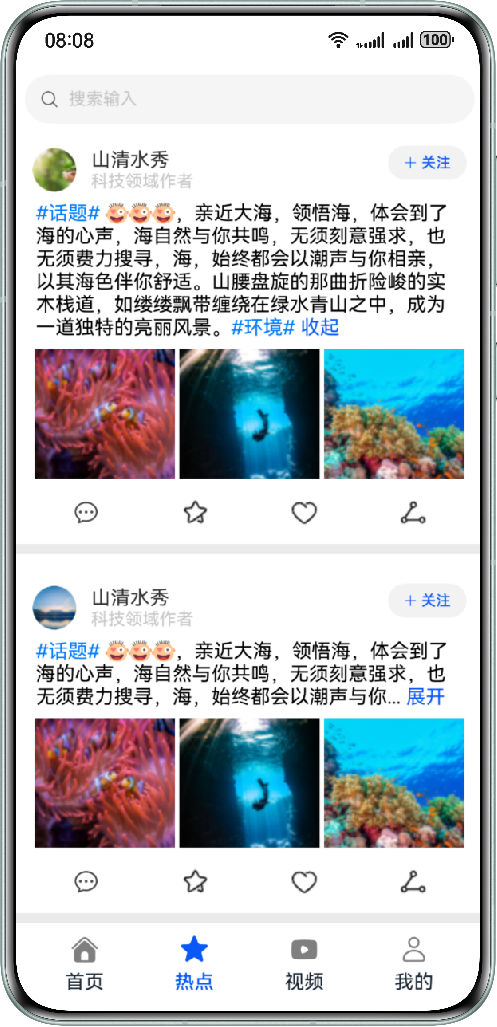 08:08 100
搜索输入
山清水秀
+ 关注
科技领域作者
#话题# ，亲近大海，领悟海，体会到了
海的心声，海自然与你共鸣，无须刻意强求，也
无须费力搜寻，海，始终都会以潮声与你相亲，
以其海色伴你舒适。山腰盘旋的那曲折险峻的实
木栈道，如缕缕飘带缠绕在绿水青山之中，成为
一道独特的亮丽风景。#环境# 收起
山清水秀
+ 关注
科技领域作者
#话题# ，亲近大海，领悟海，体会到了
海的心声，海自然与你共鸣，无须刻意强求，也
无须费力搜寻，海，始终都会以潮声与你... 展开
首页 热点 视频 我的